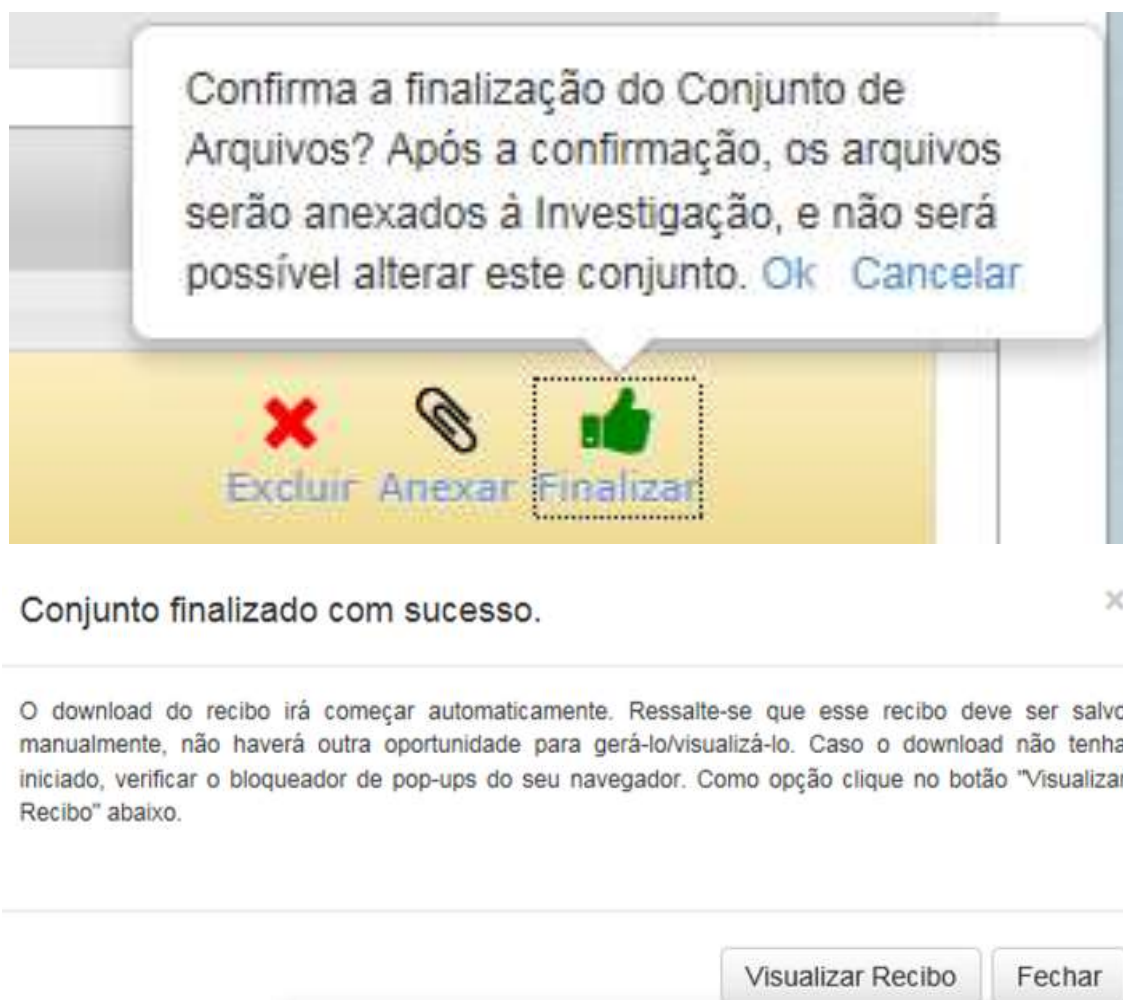 Confirma a finalização do Conjunto de
Arquivos? Após a confirmação, os arquivos
serão anexados à Investigação, e não será
possível alterar este conjunto. Ok Cancelar
Excluir Anexar Finalizar
Conjunto finalizado com sucesso.
O download do recibo irá começar automaticamente. Ressalte-se que esse recibo deve ser salvo
manualmente, não haverá outra oportunidade para gerá-lo/visualizá-lo. Caso o download não tenha
iniciado, verificar o bloqueador de pop-ups do seu navegador. Como opção clique no botão "Visualizar
Recibo" abaixo.
Visualizar Recibo Fechar